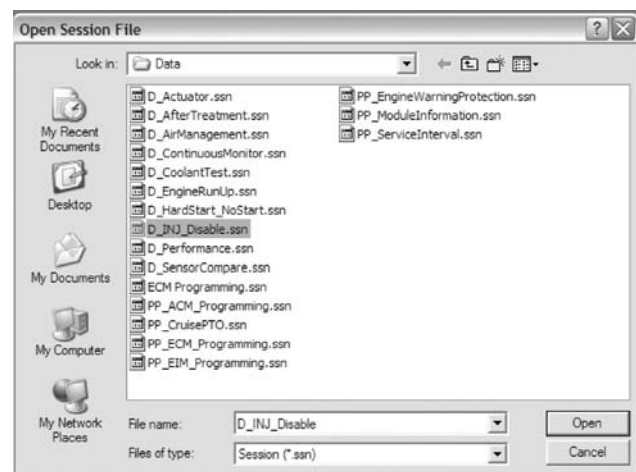 Open Session File
Look in: Data
My Recent
Documents
Desktop
My Documents
My Computer
My Network
Places
D_Actuator.ssn
D_AfterTreatment.ssn
D_AirManagement.ssn
D_ContinuousMonitor.ssn
D_CoolantTest.ssn
D_EngineRunUp.ssn
D_HardStart_NoStart.ssn
D_INJ_Disable.ssn
D_Performance.ssn
D_SensorCompare.ssn
ECM Programming.ssn
PP_ACM_Programming.ssn
PP_CruisePTO.ssn
PP_ECM_Programming.ssn
PP_EIM_Programming.ssn
PP_EngineWarningProtection.ssn
PP_ModuleInformation.ssn
PP_ServiceInterval.ssn
File name: D_INJ_Disable Open
Files of type: Session (*.ssn) Cancel